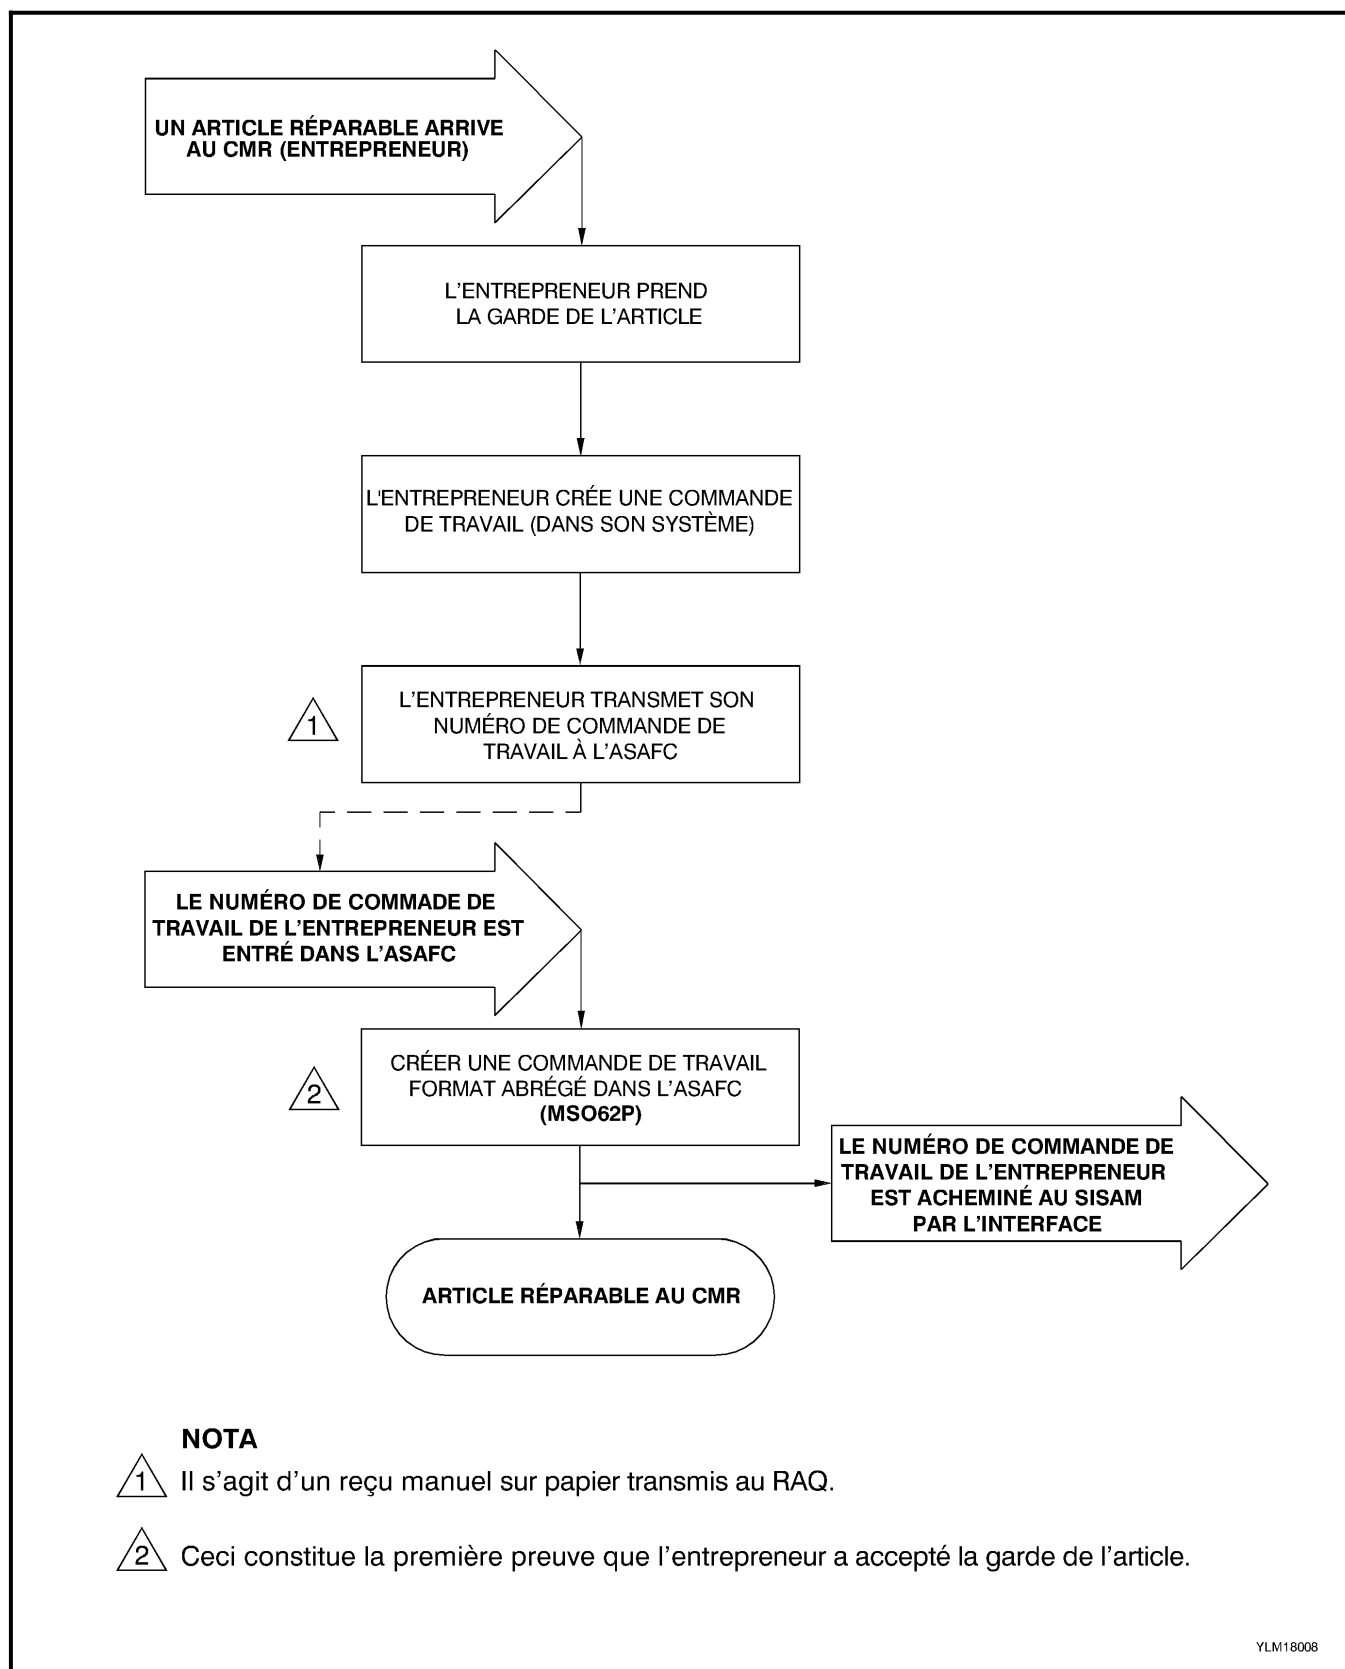 UN ARTICLE RÉPARABLE ARRIVE
AU CMR (ENTREPRENEUR)
L'ENTREPRENEUR PREND
LA GARDE DE L'ARTICLE
L'ENTREPRENEUR CRÉE UNE COMMANDE
DE TRAVAIL (DANS SON SYSTÈME)
1
L'ENTREPRENEUR TRANSMET SON
NUMÉRO DE COMMANDE DE
TRAVAIL À L'ASAFC
LE NUMÉRO DE COMMADE DE
TRAVAIL DE L'ENTREPRENEUR EST
ENTRÉ DANS L'ASAFC
2
CRÉER UNE COMMANDE DE TRAVAIL
FORMAT ABRÉGÉ DANS L'ASAFC
(MSO62P)
LE NUMÉRO DE COMMANDE DE
TRAVAIL DE L'ENTREPRENEUR
EST ACHEMINÉ AU SISAM
PAR L'INTERFACE
ARTICLE RÉPARABLE AU CMR
NOTA
1 Il s'agit d'un reçu manuel sur papier transmis au RAQ.
2 Ceci constitue la première preuve que l'entrepreneur a accepté la garde de l'article.
YLM18008